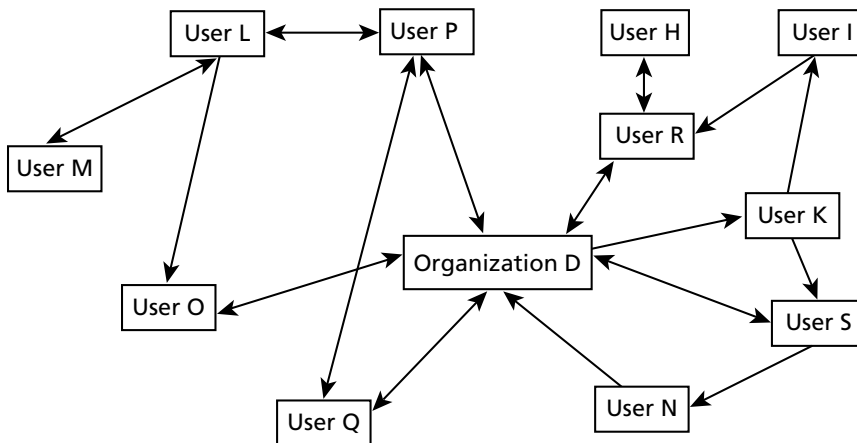 User L
User P
User H
User I
User R
User M
User K
Organization D
User O
User S
User N
User Q